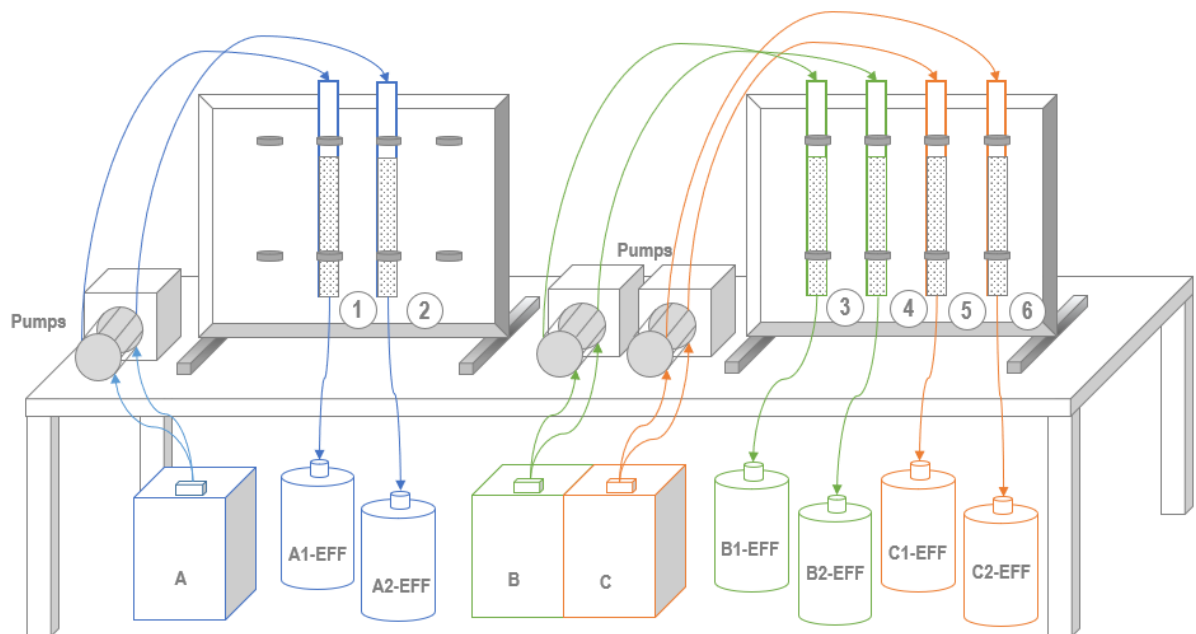 Pumps
1
2
Pumps
3
4
5
6
A
A1-EFF
A2-EFF
B
C
B1-EFF
B2-EFF
C1-EFF
C2-EFF